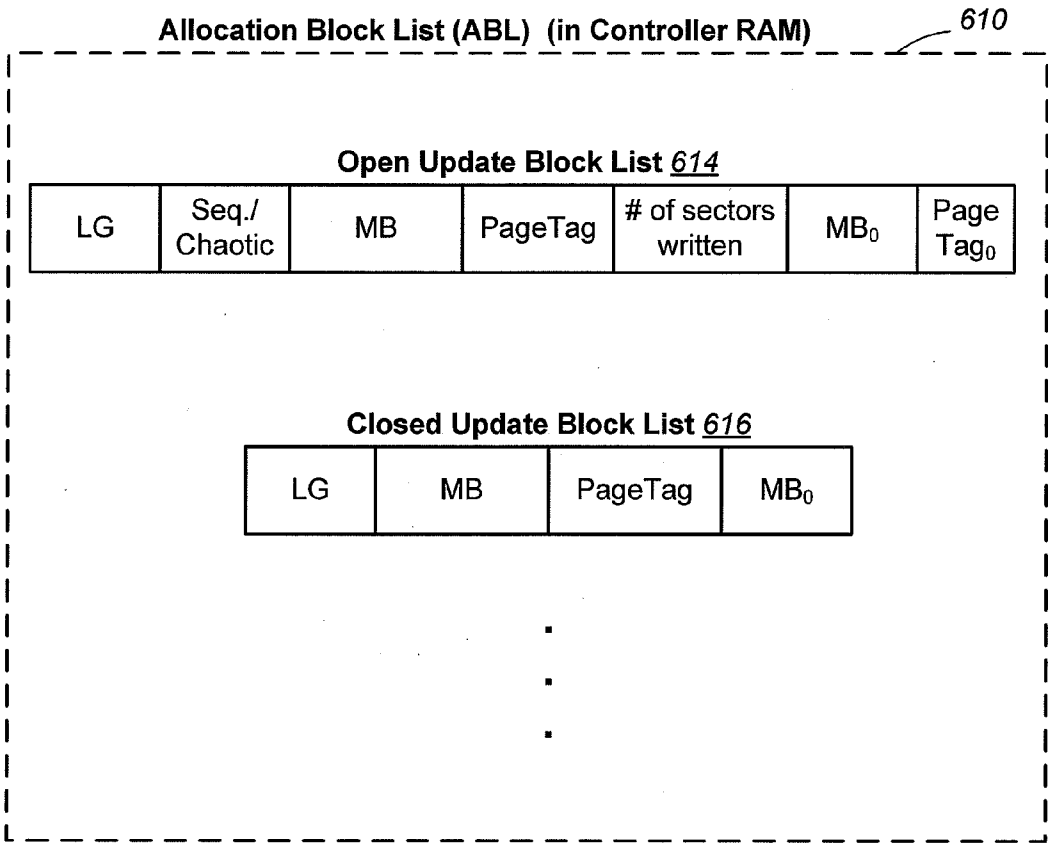 Allocation Block List (ABL) (in Controller RAM)
610
Open Update Block List 614
LG
Seq./
Chaotic
MB
PageTag
# of sectors
written
MB₀
Page
Tag₀
Closed Update Block List 616
LG
MB
PageTag
MB₀